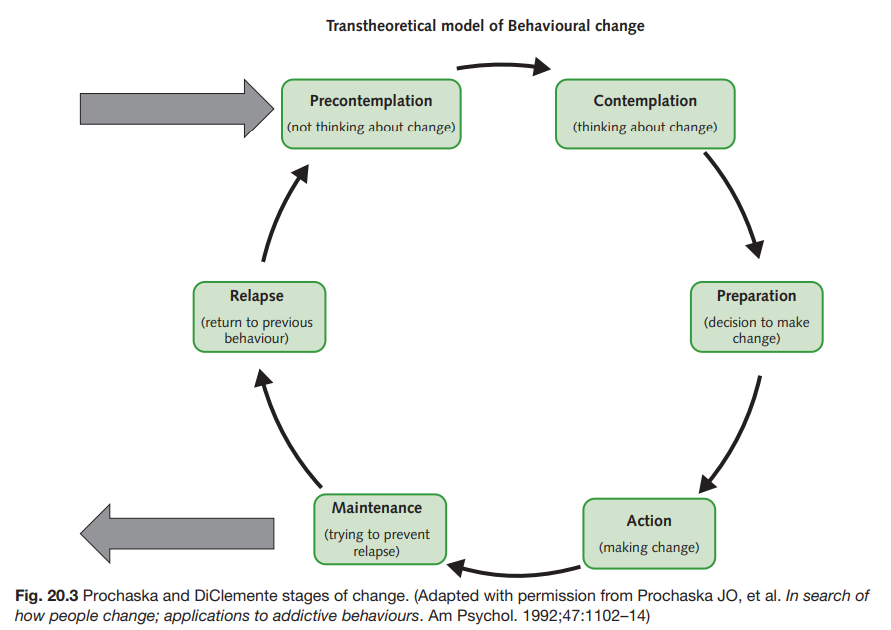 Transtheoretical model of Behavioural change
Precontemplation
(not thinking about change)
Contemplation
(thinking about change)
Preparation
(decision to make
change)
Action
(making change)
Maintenance
(trying to prevent
relapse)
Relapse
(return to previous
behaviour)
Fig. 20.3 Prochaska and DiClemente stages of change. (Adapted with permission from Prochaska JO, et al. In search of
how people change; applications to addictive behaviours. Am Psychol. 1992;47:1102–14)